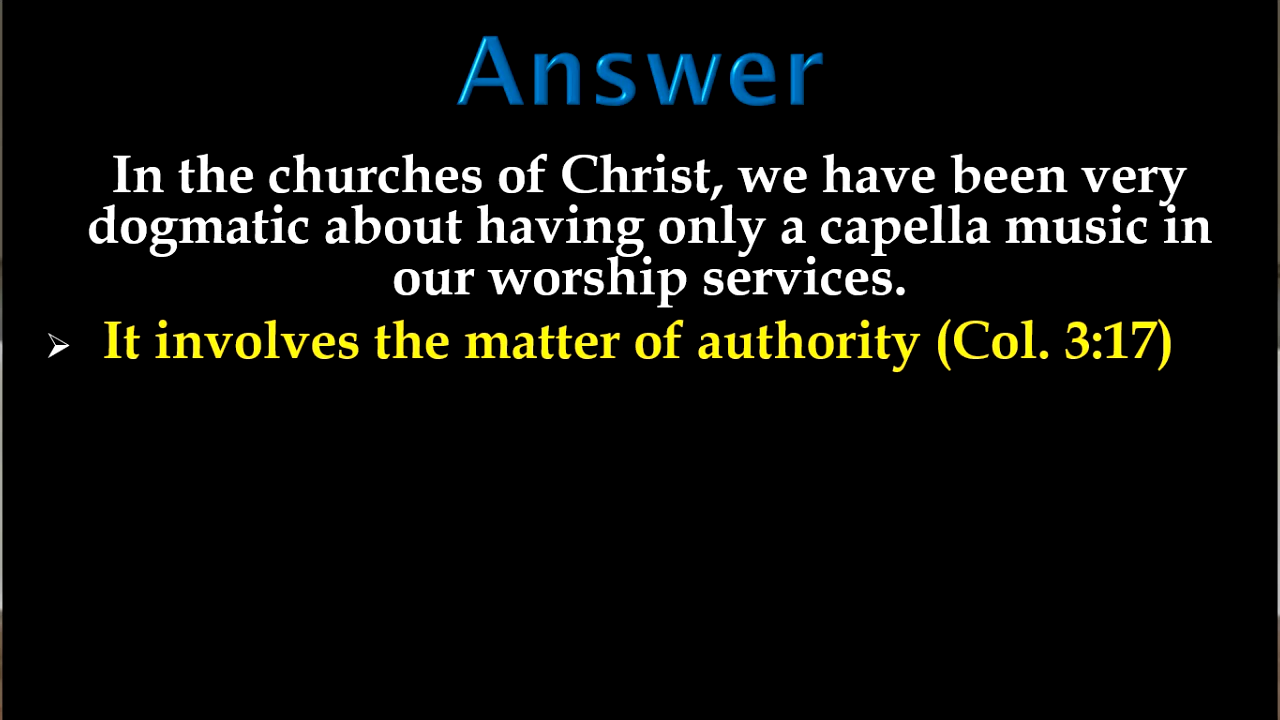 Answer
In the churches of Christ, we have been very
dogmatic about having only a capella music in
our worship services.
➢ It involves the matter of authority (Col. 3:17)